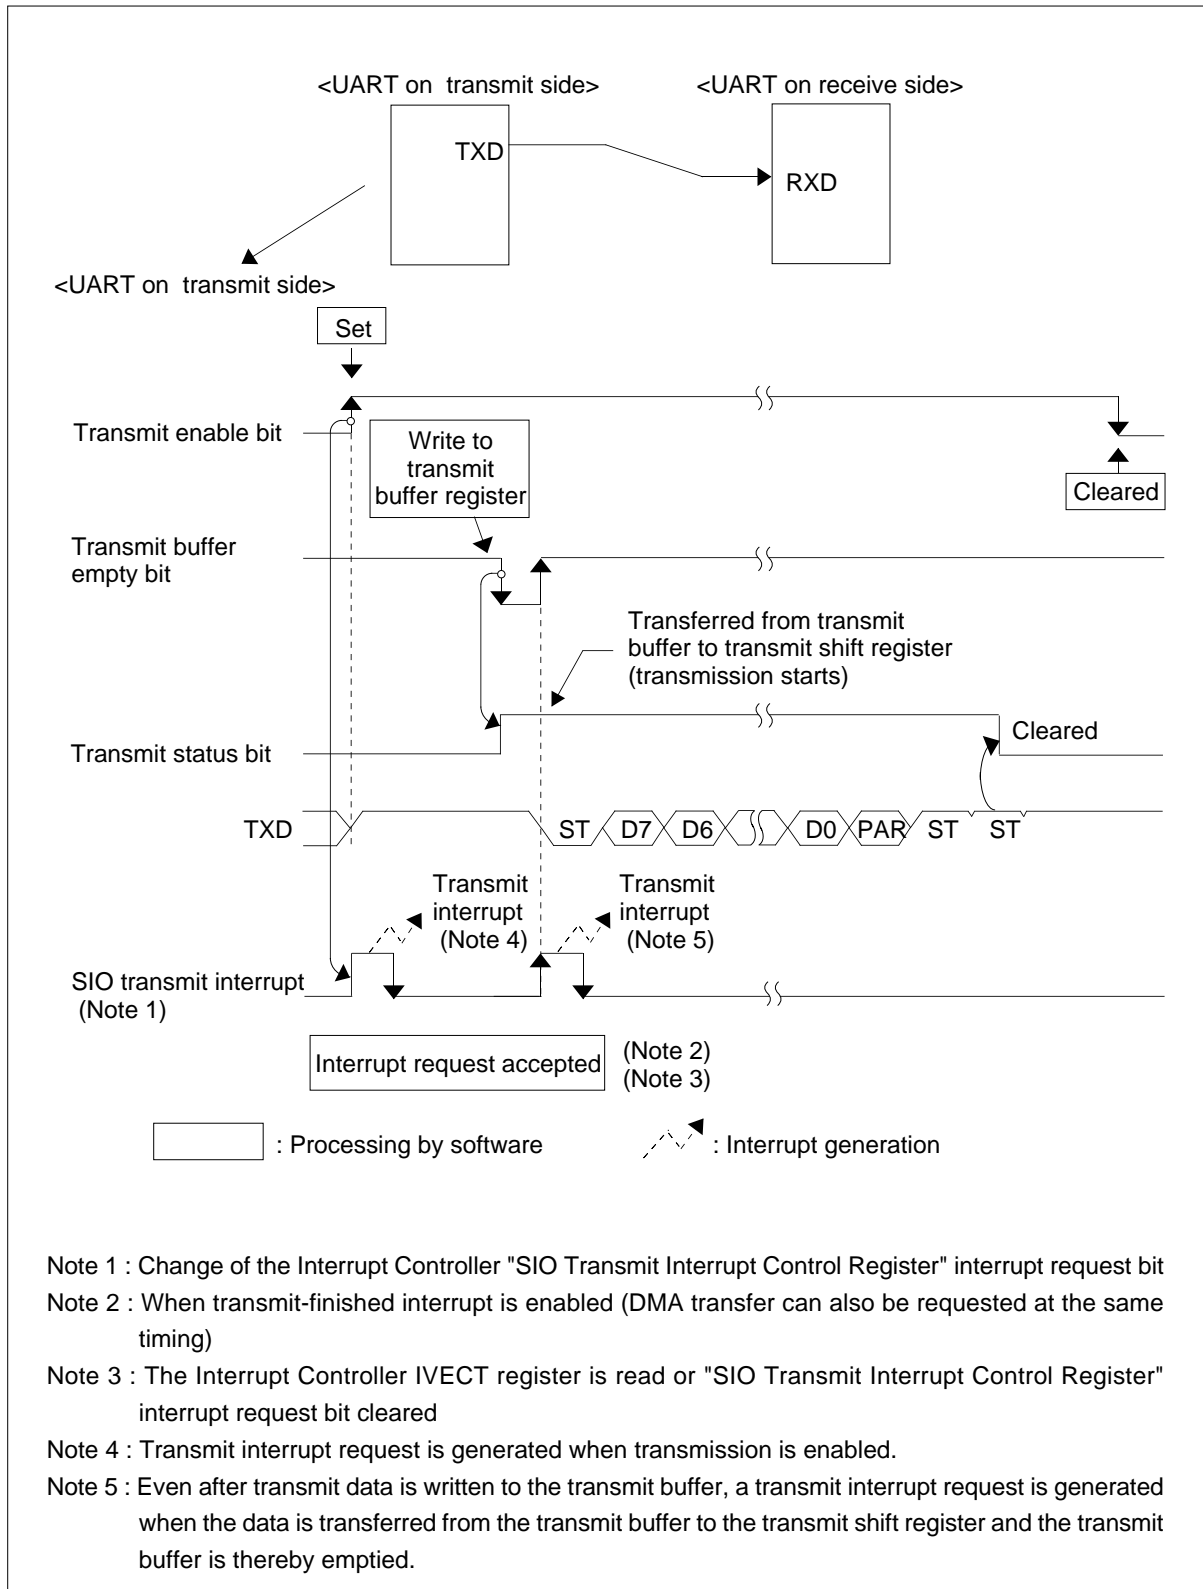 <UART on transmit side>
<UART on receive side>
TXD
RXD
<UART on transmit side>
Set
Transmit enable bit
Write to
transmit
buffer register
Cleared
Transmit buffer
empty bit
Transferred from transmit
buffer to transmit shift register
(transmission starts)
Transmit status bit
Cleared
TXD
ST
D7
D6
D0
PAR
ST
ST
Transmit
interrupt
(Note 4)
Transmit
interrupt
(Note 5)
SIO transmit interrupt
(Note 1)
Interrupt request accepted
(Note 2)
(Note 3)
: Processing by software
: Interrupt generation
Note 1 : Change of the Interrupt Controller "SIO Transmit Interrupt Control Register" interrupt request bit
Note 2 : When transmit-finished interrupt is enabled (DMA transfer can also be requested at the same
timing)
Note 3 : The Interrupt Controller IVECT register is read or "SIO Transmit Interrupt Control Register"
interrupt request bit cleared
Note 4 : Transmit interrupt request is generated when transmission is enabled.
Note 5 : Even after transmit data is written to the transmit buffer, a transmit interrupt request is generated
when the data is transferred from the transmit buffer to the transmit shift register and the transmit
buffer is thereby emptied.